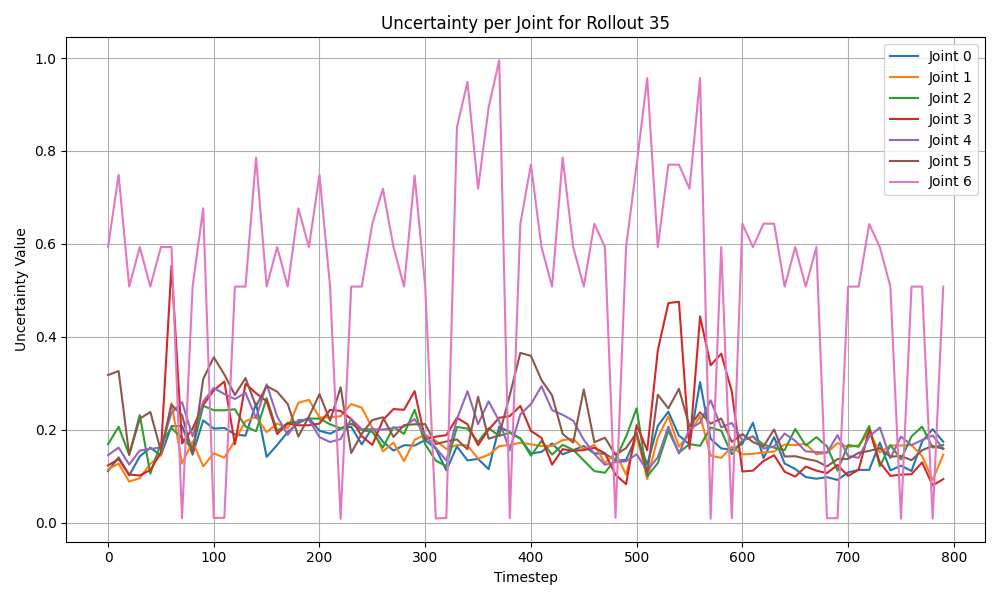 Uncertainty per Joint for Rollout 35
Uncertainty Value
1.0
0.8
0.6
0.4
0.2
0.0
Joint 0
Joint 1
Joint 2
Joint 3
Joint 4
Joint 5
Joint 6
0 100 200 300 400 500 600 700 800
Timestep